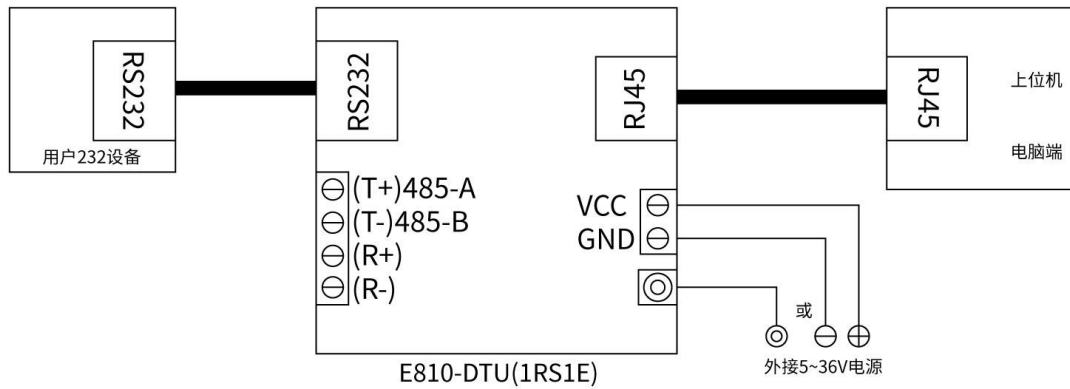 RS232
用户232设备
RS232
(T+)485-A
(T-)485-B
(R+)
(R-)
RJ45
VCC
GND
E810-DTU(1RS1E)
RJ45
上位机
电脑端
或
外接5~36V电源